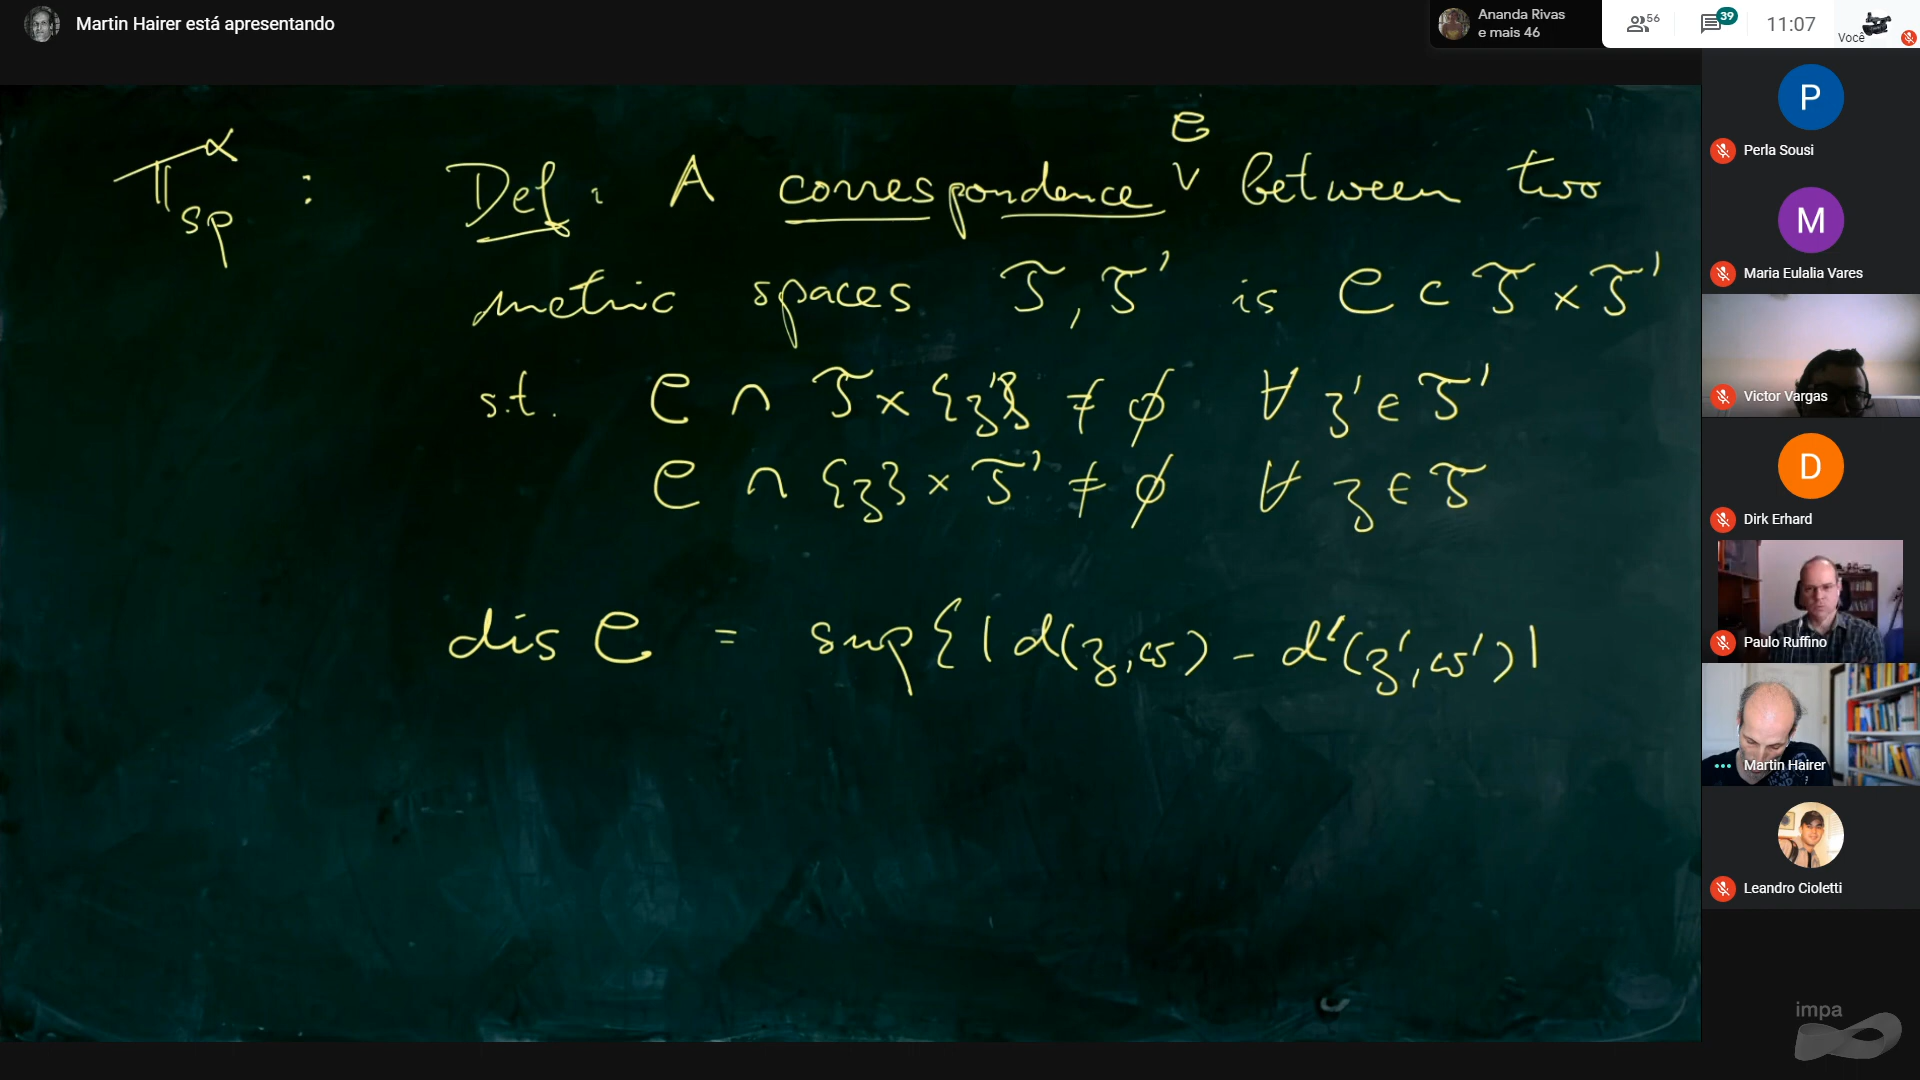 Martin Hairer está apresentando
Ananda Rivas
e mais 46
56
39
11:07
Você
𝕋^α_sp : Def: A correspondence 𝒞 between two
metric spaces 𝒯, 𝒯' is 𝒞 ⊂ 𝒯 × 𝒯'
s.t. 𝒞 ∩ 𝒯 × {z'} ≠ ∅ ∀ z' ∈ 𝒯'
𝒞 ∩ {z} × 𝒯' ≠ ∅ ∀ z ∈ 𝒯
dis 𝒞 = sup{ | d(z,w) - d'(z',w') |
P
Perla Sousi
M
Maria Eulalia Vares
Victor Vargas
D
Dirk Erhard
Paulo Ruffino
Martin Hairer
Leandro Cioletti
impa